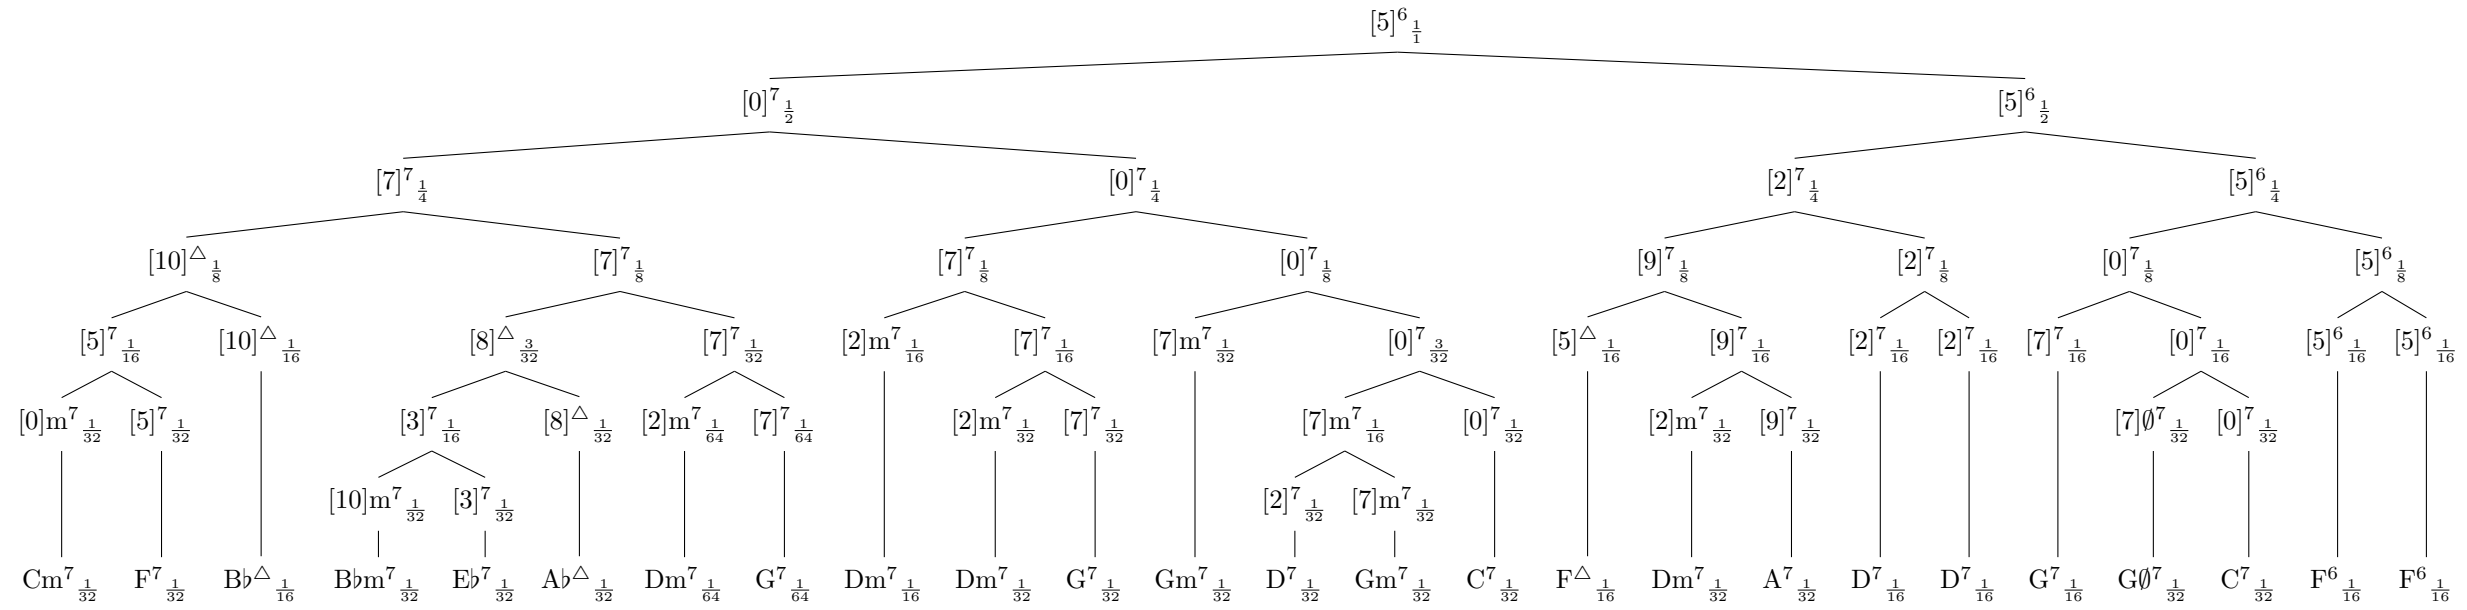 [5]⁶ 1/1
[0]⁷ 1/2 [5]⁶ 1/2
[7]⁷ 1/4 [0]⁷ 1/4 [2]⁷ 1/4 [5]⁶ 1/4
[10]△ 1/8 [7]⁷ 1/8 [7]⁷ 1/8 [0]⁷ 1/8 [9]⁷ 1/8 [2]⁷ 1/8 [0]⁷ 1/8 [5]⁶ 1/8
[5]⁷ 1/16 [10]△ 1/16 [8]△ 3/32 [7]⁷ 1/32 [2]m⁷ 1/16 [7]⁷ 1/16 [7]m⁷ 1/32 [0]⁷ 3/32 [5]△ 1/16 [9]⁷ 1/16 [2]⁷ 1/16 [2]⁷ 1/16 [7]⁷ 1/16 [0]⁷ 1/16 [5]⁶ 1/16 [5]⁶ 1/16
[0]m⁷ 1/32 [5]⁷ 1/32 [3]⁷ 1/16 [8]△ 1/32 [2]m⁷ 1/64 [7]⁷ 1/64 [2]m⁷ 1/32 [7]⁷ 1/32 [7]m⁷ 1/16 [0]⁷ 1/32 [2]m⁷ 1/32 [9]⁷ 1/32 [7]∅⁷ 1/32 [0]⁷ 1/32
[10]m⁷ 1/32 [3]⁷ 1/32 [2]⁷ 1/32 [7]m⁷ 1/32
Cm⁷ 1/32 F⁷ 1/32 B♭△ 1/16 B♭m⁷ 1/32 E♭⁷ 1/32 A♭△ 1/32 Dm⁷ 1/64 G⁷ 1/64 Dm⁷ 1/16 Dm⁷ 1/32 G⁷ 1/32 Gm⁷ 1/32 D⁷ 1/32 Gm⁷ 1/32 C⁷ 1/32 F△ 1/16 Dm⁷ 1/32 A⁷ 1/32 D⁷ 1/16 D⁷ 1/16 G⁷ 1/16 G∅⁷ 1/32 C⁷ 1/32 F⁶ 1/16 F⁶ 1/16